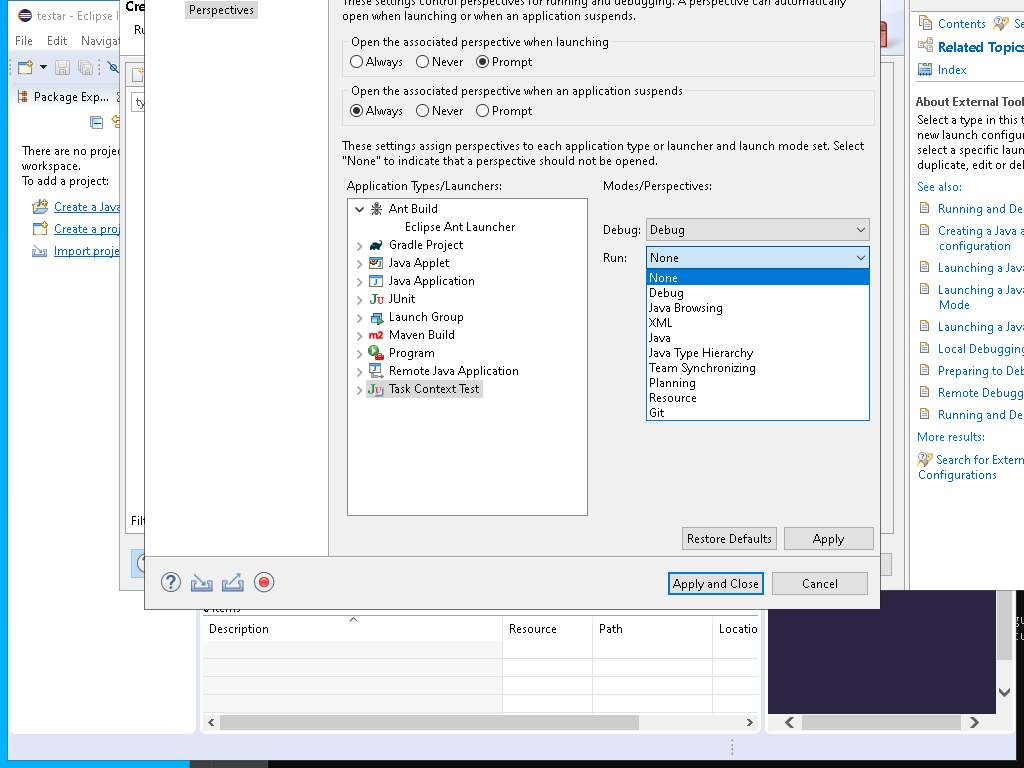 testar - Eclipse
File Edit Navigat
Package Exp...
There are no proje
workspace.
To add a project:
Create a Java
Create a proj
Import proje
Cre
Ru
ty
Filt
Perspectives
These settings control perspectives for running and debugging. A perspective can automatically
open when launching or when an application suspends.
Open the associated perspective when launching
Always Never Prompt
Open the associated perspective when an application suspends
Always Never Prompt
These settings assign perspectives to each application type or launcher and launch mode set. Select
"None" to indicate that a perspective should not be opened.
Application Types/Launchers:
Ant Build
Eclipse Ant Launcher
Gradle Project
Java Applet
Java Application
JUnit
Launch Group
Maven Build
Program
Remote Java Application
Task Context Test
Modes/Perspectives:
Debug: Debug
Run: None
None
Debug
Java Browsing
XML
Java
Java Type Hierarchy
Team Synchronizing
Planning
Resource
Git
Restore Defaults Apply
Apply and Close Cancel
Contents Se
Related Topics
Index
About External Tool
Select a type in this t
new launch configur
select a specific laun
duplicate, edit or del
See also:
Running and De
Creating a Java a
configuration
Launching a Java
Launching a Java
Mode
Launching a Java
Local Debugging
Preparing to Deb
Remote Debugg
Running and De
More results:
Search for Extern
Configurations
Description Resource Path Locatio